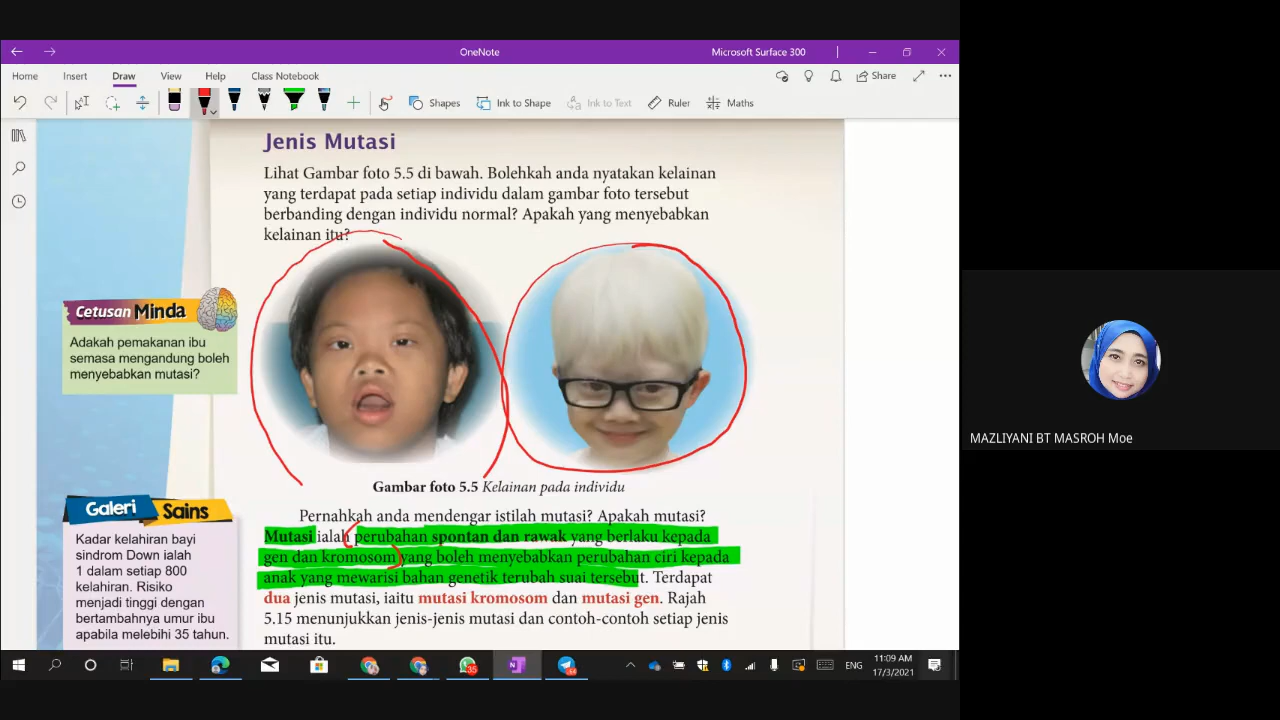 OneNote
Microsoft Surface 300
Home
Insert
Draw
View
Help
Class Notebook
Share
Shapes
Ink to Shape
Ink to Text
Ruler
Maths
Jenis Mutasi
Lihat Gambar foto 5.5 di bawah. Bolehkah anda nyatakan kelainan
yang terdapat pada setiap individu dalam gambar foto tersebut
berbanding dengan individu normal? Apakah yang menyebabkan
kelainan itu?
Cetusan Minda
Adakah pemakanan ibu
semasa mengandung boleh
menyebabkan mutasi?
Gambar foto 5.5 Kelainan pada individu
Galeri Sains
Kadar kelahiran bayi
sindrom Down ialah
1 dalam setiap 800
kelahiran. Risiko
menjadi tinggi dengan
bertambahnya umur ibu
apabila melebihi 35 tahun.
Pernahkah anda mendengar istilah mutasi? Apakah mutasi?
Mutasi ialah perubahan spontan dan rawak yang berlaku kepada
gen dan kromosom yang boleh menyebabkan perubahan ciri kepada
anak yang mewarisi bahan genetik terubah suai tersebut. Terdapat
dua jenis mutasi, iaitu mutasi kromosom dan mutasi gen. Rajah
5.15 menunjukkan jenis-jenis mutasi dan contoh-contoh setiap jenis
mutasi itu.
MAZLIYANI BT MASROH Moe
35
ENG
11:09 AM
17/3/2021